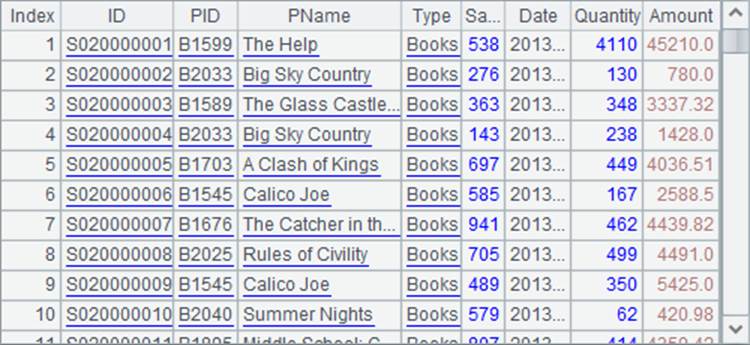 Index ID PID PName Type Sa... Date Quantity Amount
1 S020000001 B1599 The Help Books 538 2013... 4110 45210.0
2 S020000002 B2033 Big Sky Country Books 276 2013... 130 780.0
3 S020000003 B1589 The Glass Castle... Books 363 2013... 348 3337.32
4 S020000004 B2033 Big Sky Country Books 143 2013... 238 1428.0
5 S020000005 B1703 A Clash of Kings Books 697 2013... 449 4036.51
6 S020000006 B1545 Calico Joe Books 585 2013... 167 2588.5
7 S020000007 B1676 The Catcher in th... Books 941 2013... 462 4439.82
8 S020000008 B2025 Rules of Civility Books 705 2013... 499 4491.0
9 S020000009 B1545 Calico Joe Books 489 2013... 350 5425.0
10 S020000010 B2040 Summer Nights Books 579 2013... 62 420.98
11 S020000011 Middle School: Books 2013... 414